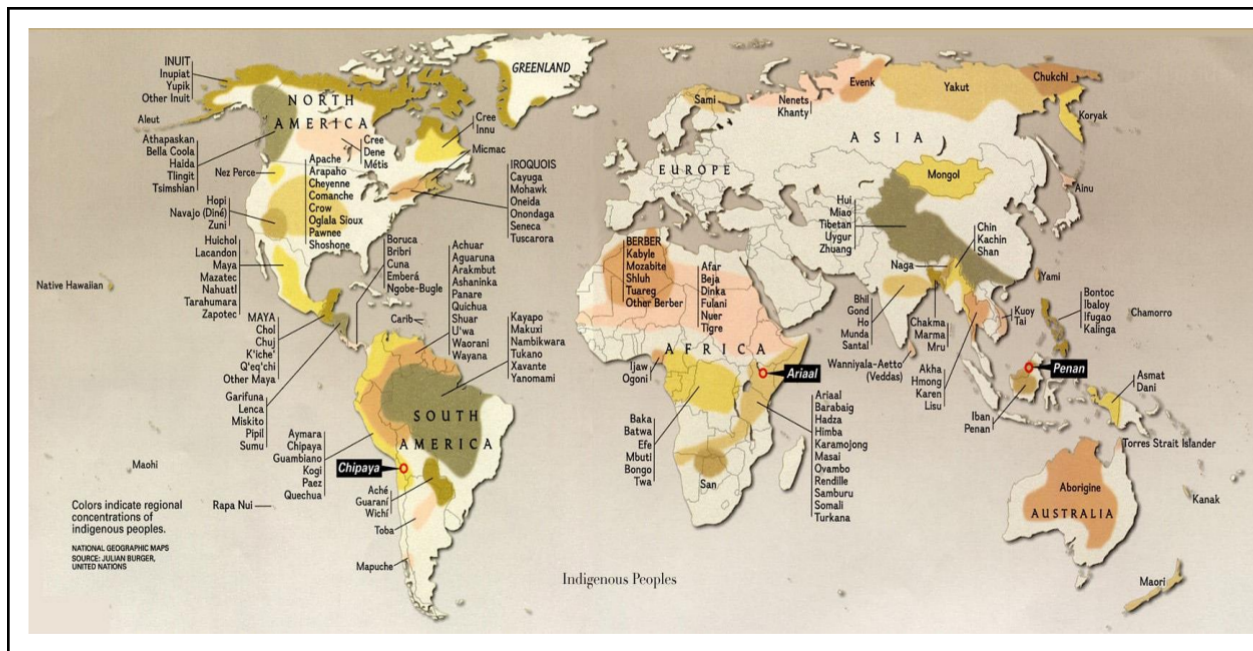 INUIT
Inupiat
Yupik
Other Inuit
Aleut
Athapaskan
Bella Coola
Haida
Tlingit
Tsimshian
NORTH
AMERICA
GREENLAND
Cree
Innu
Micmac
Cree
Dene
Métis
Nez Perce
Apache
Arapaho
Cheyenne
Comanche
Crow
Oglala Sioux
Pawnee
Shoshone
IROQUOIS
Cayuga
Mohawk
Oneida
Onondaga
Seneca
Tuscarora
Hopi
Navajo (Diné)
Zuni
Huichol
Lacandon
Maya
Mazatec
Nahuatl
Tarahumara
Zapotec
Native Hawaiian
Boruca
Bribri
Cuna
Emberá
Ngobe-Bugle
Achuar
Aguaruna
Arakmbut
Ashaninka
Panare
Quichua
Shuar
U'wa
Waorani
Wayana
Carib
MAYA
Chol
Chuj
K'iche'
Q'eq'chi
Other Maya
Kayapo
Makuxi
Nambikwara
Tukano
Xavante
Yanomami
Garifuna
Lenca
Miskito
Pipil
Sumu
SOUTH
AMERICA
Aymara
Chipaya
Guambiano
Kogi
Paez
Quechua
Chipaya
Maohi
Rapa Nui
Aché
Guaraní
Wichí
Toba
Mapuche
Colors indicate regional
concentrations of
indigenous peoples.
NATIONAL GEOGRAPHIC MAPS
SOURCE: JULIAN BURGER,
UNITED NATIONS
Indigenous Peoples
Sami
Nenets
Khanty
Evenk
Yakut
Chukchi
Koryak
ASIA
EUROPE
Mongol
Ainu
Hui
Miao
Tibetan
Uygur
Zhuang
Chin
Kachin
Shan
Naga
Yami
BERBER
Kabyle
Mozabite
Shluh
Tuareg
Other Berber
Afar
Beja
Dinka
Fulani
Nuer
Tigre
AFRICA
Ijaw
Ogoni
Ariaal
Bhil
Gond
Ho
Munda
Santal
Wanniyala-Aetto
(Veddas)
Chakma
Marma
Mru
Kuoy
Tai
Akha
Hmong
Karen
Lisu
Bontoc
Ibaloy
Ifugao
Kalinga
Chamorro
Penan
Iban
Penan
Asmat
Dani
Torres Strait Islander
Baka
Batwa
Efe
Mbuti
Bongo
Twa
San
Ariaal
Barabaig
Hadza
Himba
Karamojong
Masai
Ovambo
Rendille
Samburu
Somali
Turkana
Aborigine
AUSTRALIA
Kanak
Maori